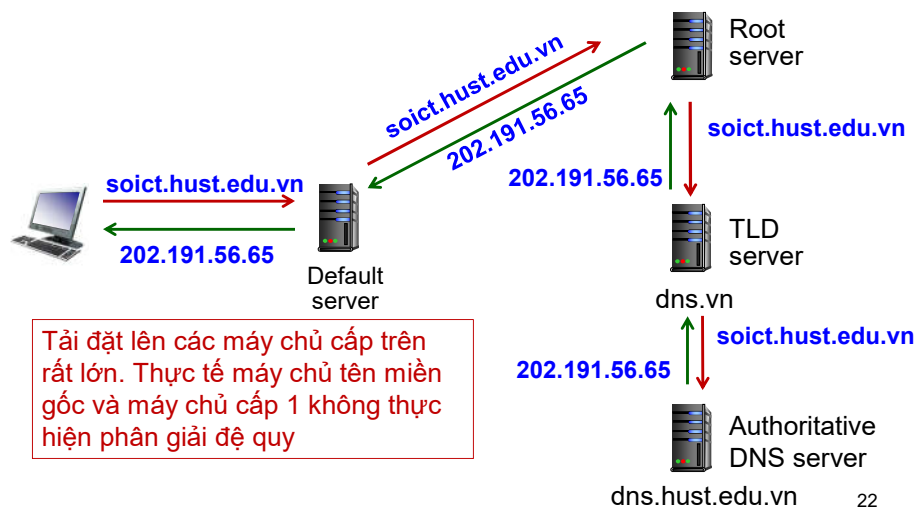 Root
server
soict.hust.edu.vn
202.191.56.65
soict.hust.edu.vn
202.191.56.65
soict.hust.edu.vn
202.191.56.65
Default
server
TLD
server
dns.vn
soict.hust.edu.vn
202.191.56.65
Tải đặt lên các máy chủ cấp trên
rất lớn. Thực tế máy chủ tên miền
gốc và máy chủ cấp 1 không thực
hiện phân giải đệ quy
Authoritative
DNS server
dns.hust.edu.vn
22